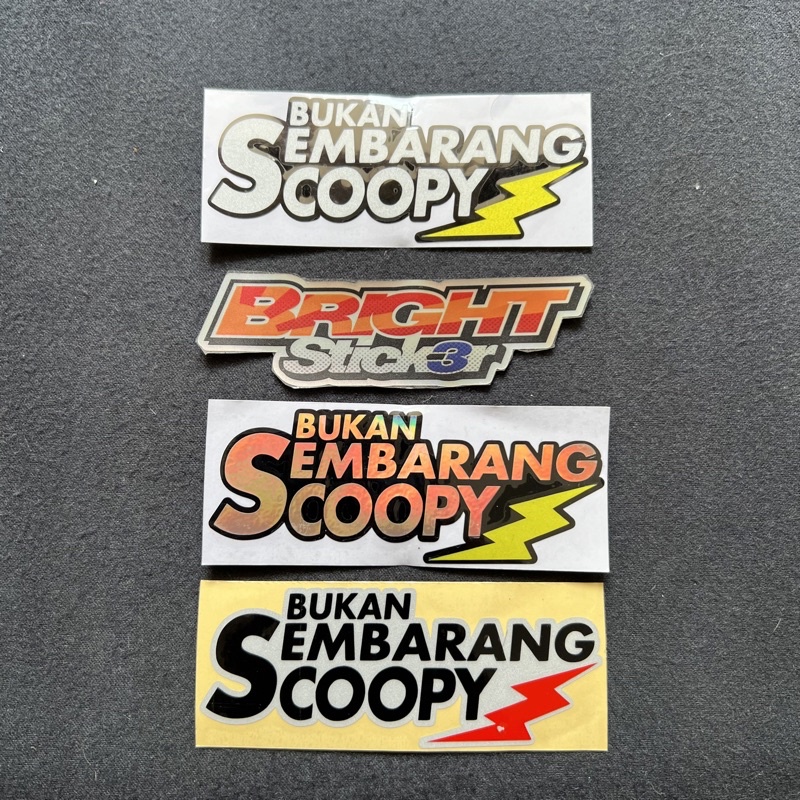 BUKAN
SEMBARANG
SCOOPY
BRIGHT
Stick3r
BUKAN
SEMBARANG
SCOOPY
BUKAN
SEMBARANG
SCOOPY